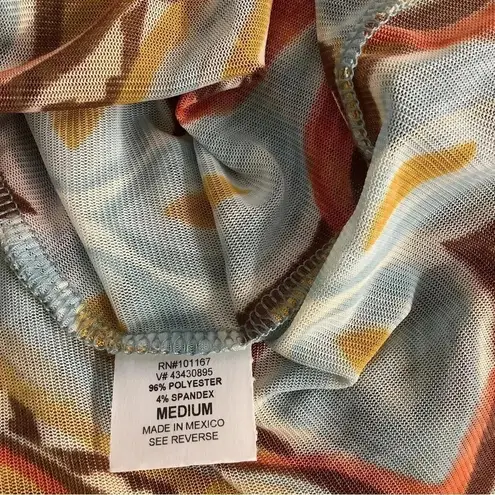 RN#101167
V# 43430895
96% POLYESTER
4% SPANDEX
MEDIUM
MADE IN MEXICO
SEE REVERSE